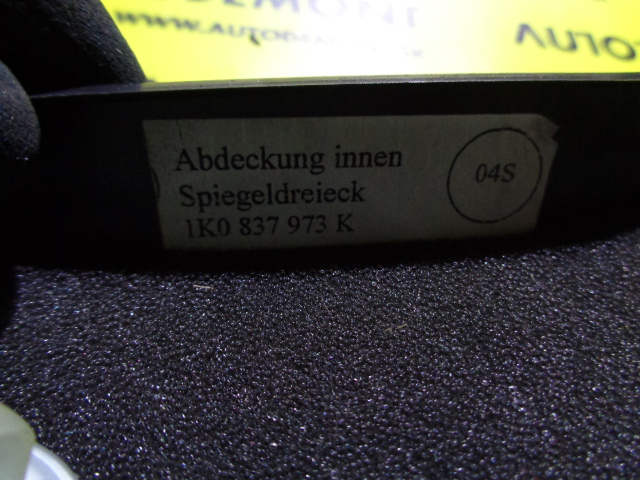 Abdeckung innen
Spiegeldreieck
1K0 837 973 K
04S